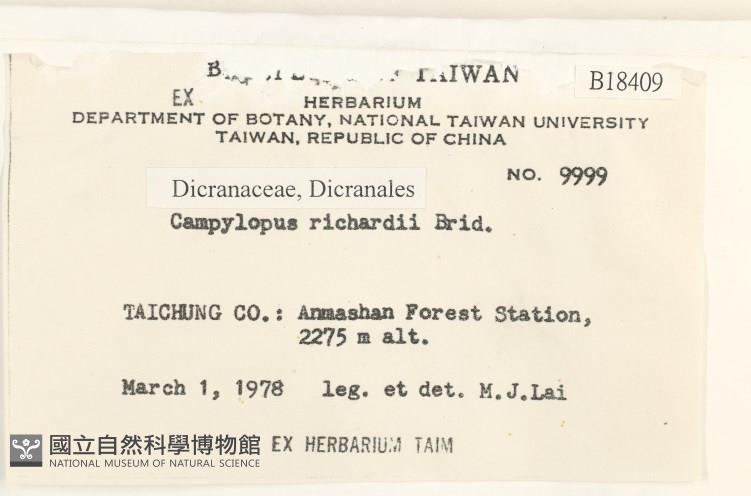 TAIWAN
B18409
EX
HERBARIUM
DEPARTMENT OF BOTANY, NATIONAL TAIWAN UNIVERSITY
TAIWAN, REPUBLIC OF CHINA
NO. 9999
Dicranaceae, Dicranales
Campylopus richardii Brid.
TAICHUNG CO.: Anmashan Forest Station,
2275 m alt.
March 1, 1978 leg. et det. M.J.Lai
國立自然科學博物館
NATIONAL MUSEUM OF NATURAL SCIENCE
EX HERBARIUM TAIM